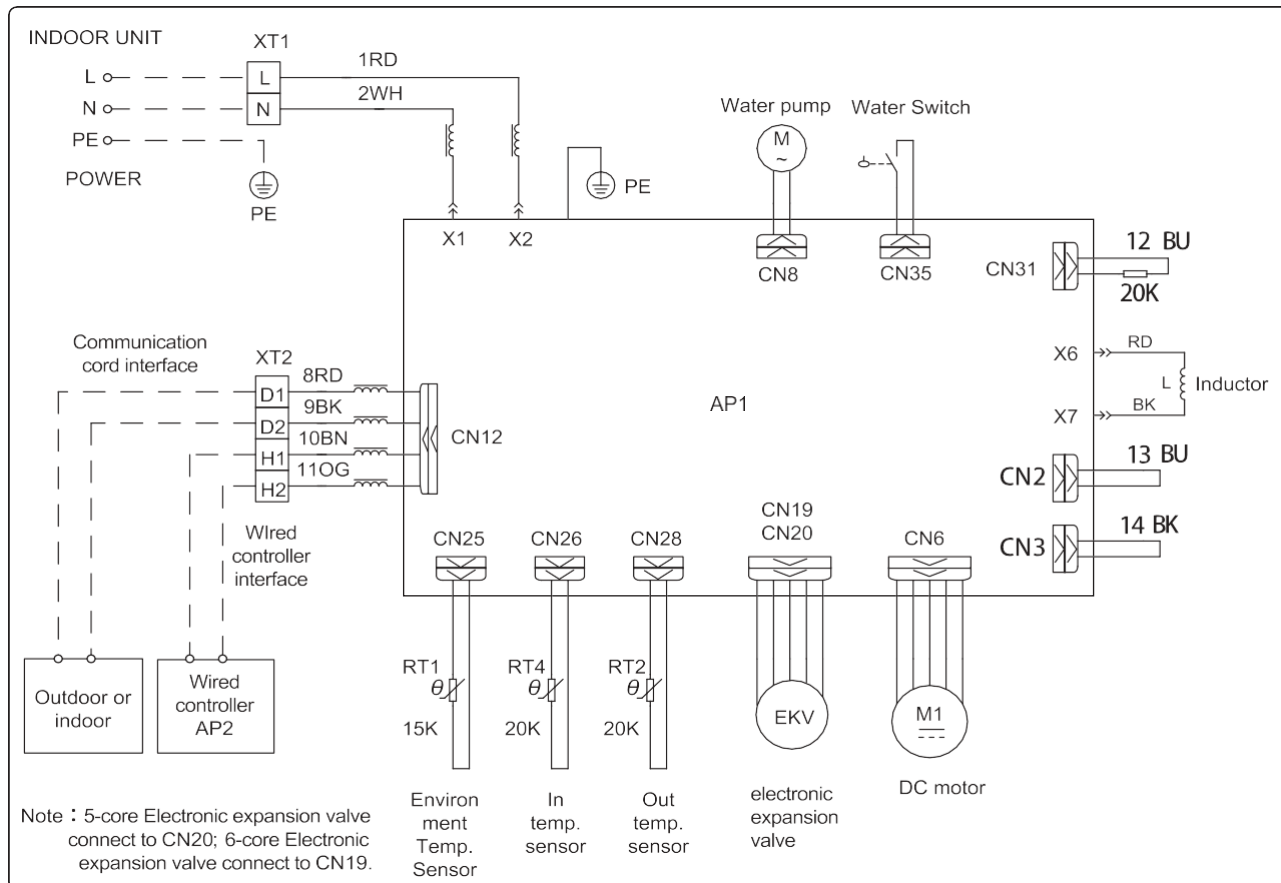 INDOOR UNIT
XT1
L
L
1RD
N
N
2WH
PE
POWER
PE
PE
Water pump
Water Switch
M
~
X1
X2
CN8
CN35
CN31
12 BU
20K
Communication
cord interface
XT2
D1
8RD
D2
9BK
H1
10BN
H2
11OG
CN12
WIred
controller
interface
AP1
X6
RD
L
Inductor
X7
BK
CN2
13 BU
CN3
14 BK
CN25
CN26
CN28
CN19
CN20
CN6
Outdoor or
indoor
Wired
controller
AP2
RT1
θ
15K
RT4
θ
20K
RT2
θ
20K
EKV
M1
Environ
ment
Temp.
Sensor
In
temp.
sensor
Out
temp.
sensor
electronic
expansion
valve
DC motor
Note：5-core Electronic expansion valve
connect to CN20; 6-core Electronic
expansion valve connect to CN19.